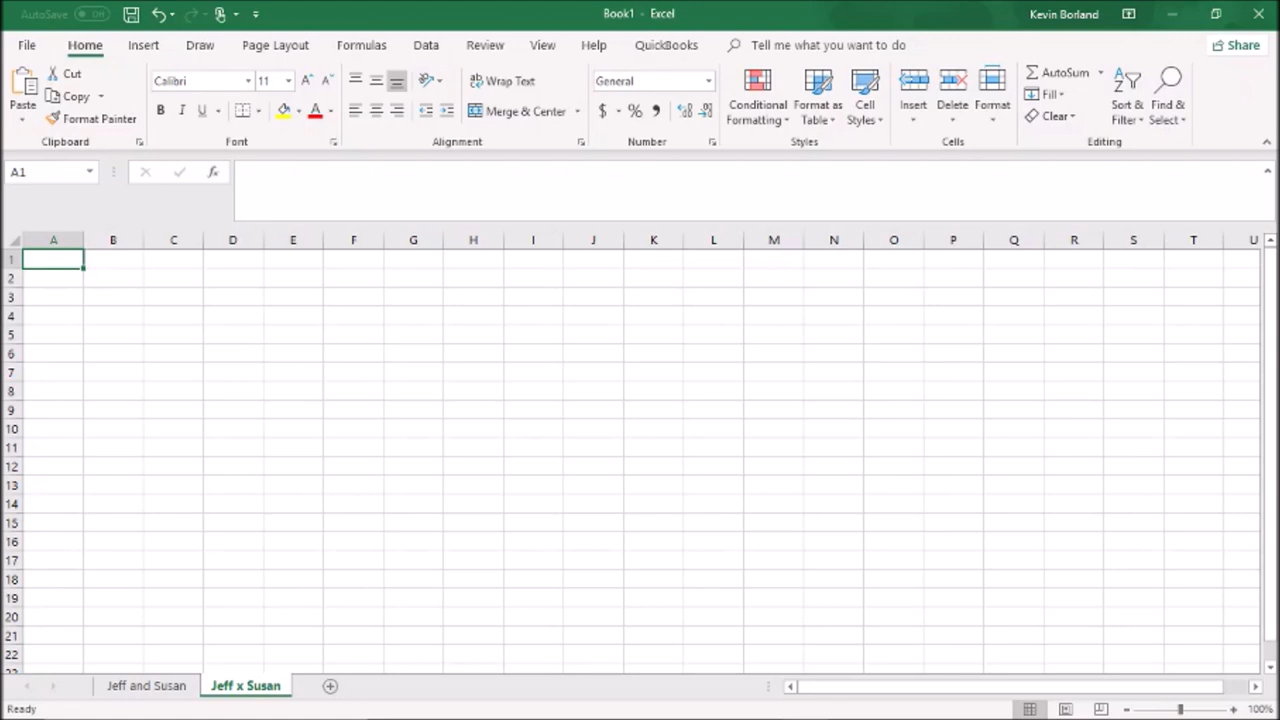 AutoSave Off Book1 - Excel Kevin Borland
File Home Insert Draw Page Layout Formulas Data Review View Help QuickBooks Tell me what you want to do Share
Paste Cut Copy Format Painter Clipboard
Calibri 11 B I U A Font
Wrap Text Merge & Center Alignment
General $ % , Number
Conditional Formatting Format as Table Cell Styles Styles
Insert Delete Format Cells
AutoSum Fill Clear Sort & Filter Find & Select Editing
A1 fx
A B C D E F G H I J K L M N O P Q R S T U
1
2
3
4
5
6
7
8
9
10
11
12
13
14
15
16
17
18
19
20
21
22
23
Jeff and Susan Jeff x Susan
Ready 100%